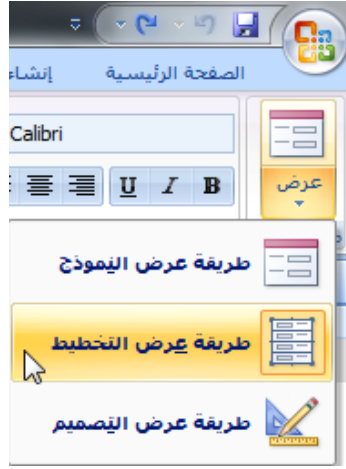 الصفحة الرئيسية إنشاء
Calibri
B I U
عرض
طريقة عرض النموذج
طريقة عرض التخطيط
طريقة عرض التصميم